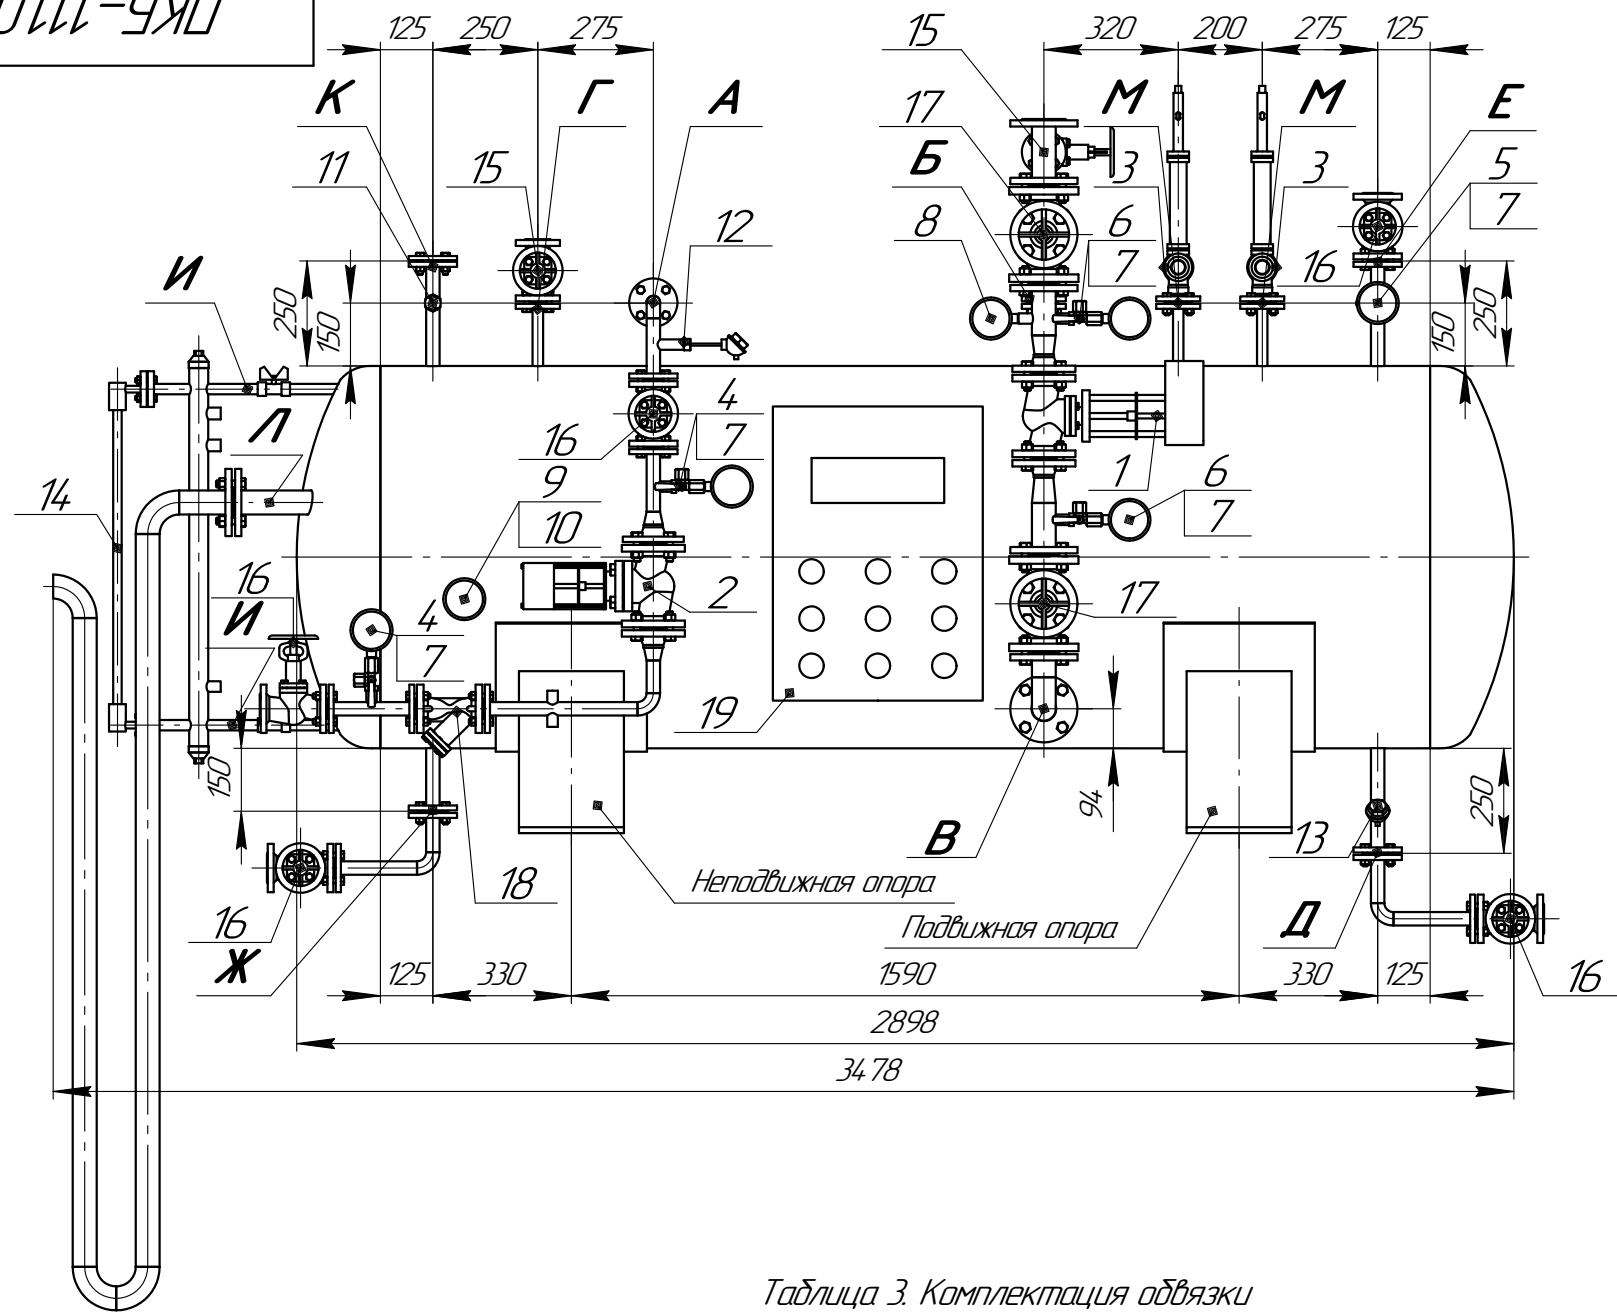 ПКБ-1110
125 250 275 15 320 200 275 125
К Г А 17 М М Е
11 15 Б 3 3 5
7
12 8 6
7 16
И
250 150 150 250
Л 16 4
7
14 9
10 1 6
7
16 2 17
И 4
7
19
150 94 250
В 13
18 Неподвижная опора
16 Подвижная опора Д
Ж 16
125 330 1590 330 125
2898
3478
Таблица 3. Комплектация обвязки